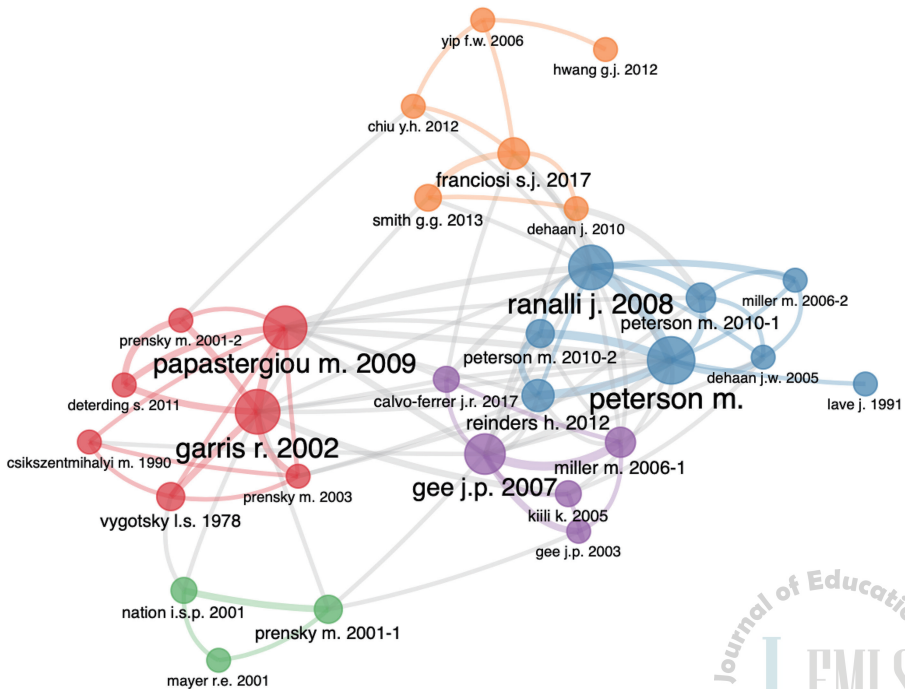 yip f.w. 2006
hwang g.j. 2012
chiu y.h. 2012
franciosi s.j. 2017
smith g.g. 2013
dehaan j. 2010
ranalli j. 2008
miller m. 2006-2
peterson m. 2010-1
prensky m. 2001-2
papastergiou m. 2009
peterson m. 2010-2
dehaan j.w. 2005
deterding s. 2011
calvo-ferrer j.r. 2017
peterson m.
lave j. 1991
reinders h. 2012
garris r. 2002
csikszentmihalyi m. 1990
miller m. 2006-1
gee j.p. 2007
prensky m. 2003
vygotsky l.s. 1978
kiili k. 2005
gee j.p. 2003
nation i.s.p. 2001
prensky m. 2001-1
mayer r.e. 2001
Journal of Educatio